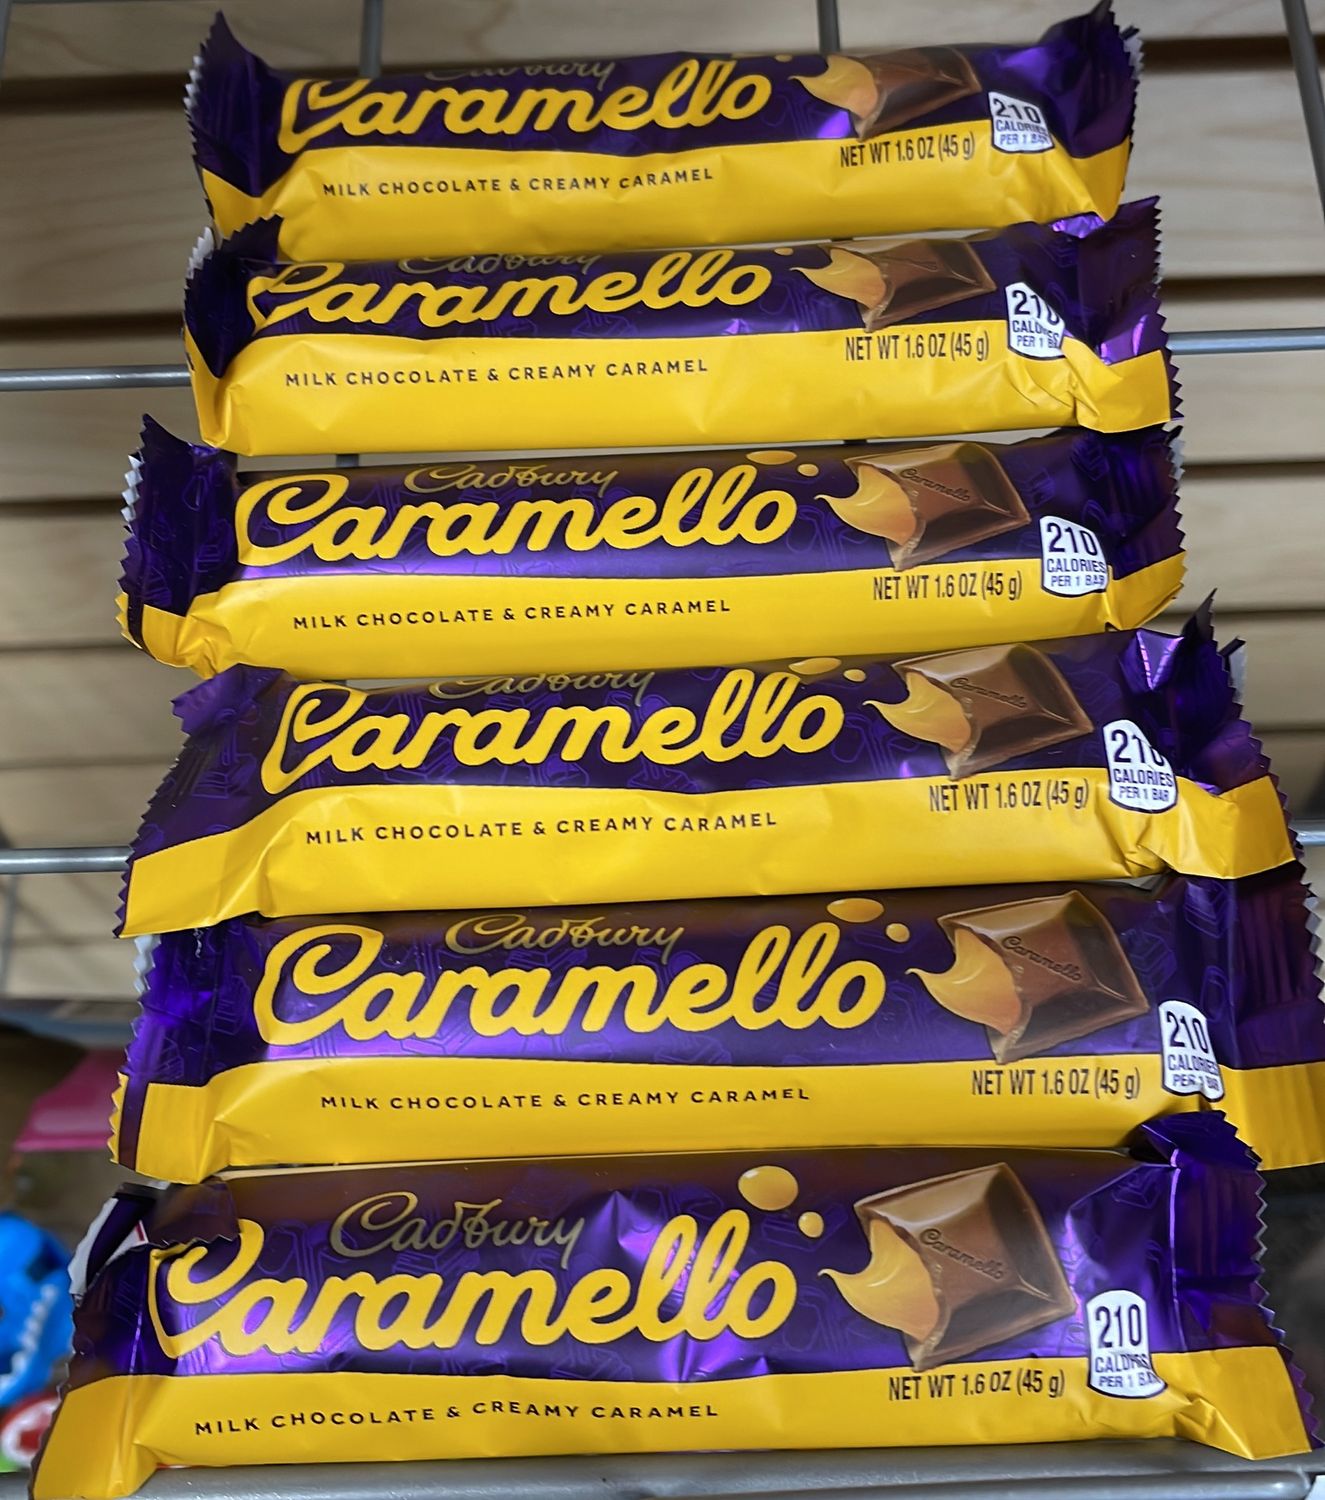 Cadbury
Caramello
210
CALORIES
PER 1 BAR
NET WT 1.6 OZ (45 g)
MILK CHOCOLATE & CREAMY CARAMEL
Cadbury
Caramello
210
CALORIES
PER 1 BAR
NET WT 1.6 OZ (45 g)
MILK CHOCOLATE & CREAMY CARAMEL
Cadbury
Caramello
Caramello
210
CALORIES
PER 1 BAR
NET WT 1.6 OZ (45 g)
MILK CHOCOLATE & CREAMY CARAMEL
Cadbury
Caramello
Caramello
210
CALORIES
PER 1 BAR
NET WT 1.6 OZ (45 g)
MILK CHOCOLATE & CREAMY CARAMEL
Cadbury
Caramello
Caramello
210
CALORIES
PER 1 BAR
NET WT 1.6 OZ (45 g)
MILK CHOCOLATE & CREAMY CARAMEL
Cadbury
Caramello
Caramello
210
CALORIES
PER 1 BAR
NET WT 1.6 OZ (45 g)
MILK CHOCOLATE & CREAMY CARAMEL